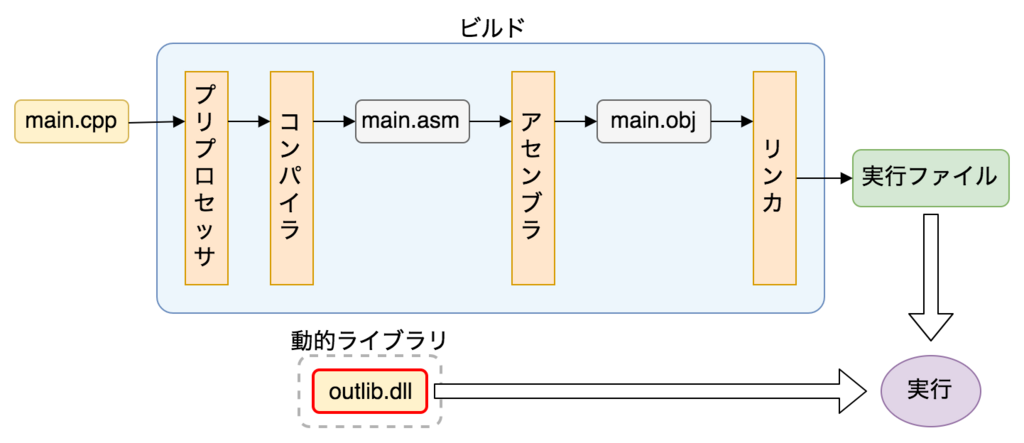 ビルド
main.cpp
プリプロセッサ
コンパイラ
main.asm
アセンブラ
main.obj
リンカ
実行ファイル
動的ライブラリ
outlib.dll
実行